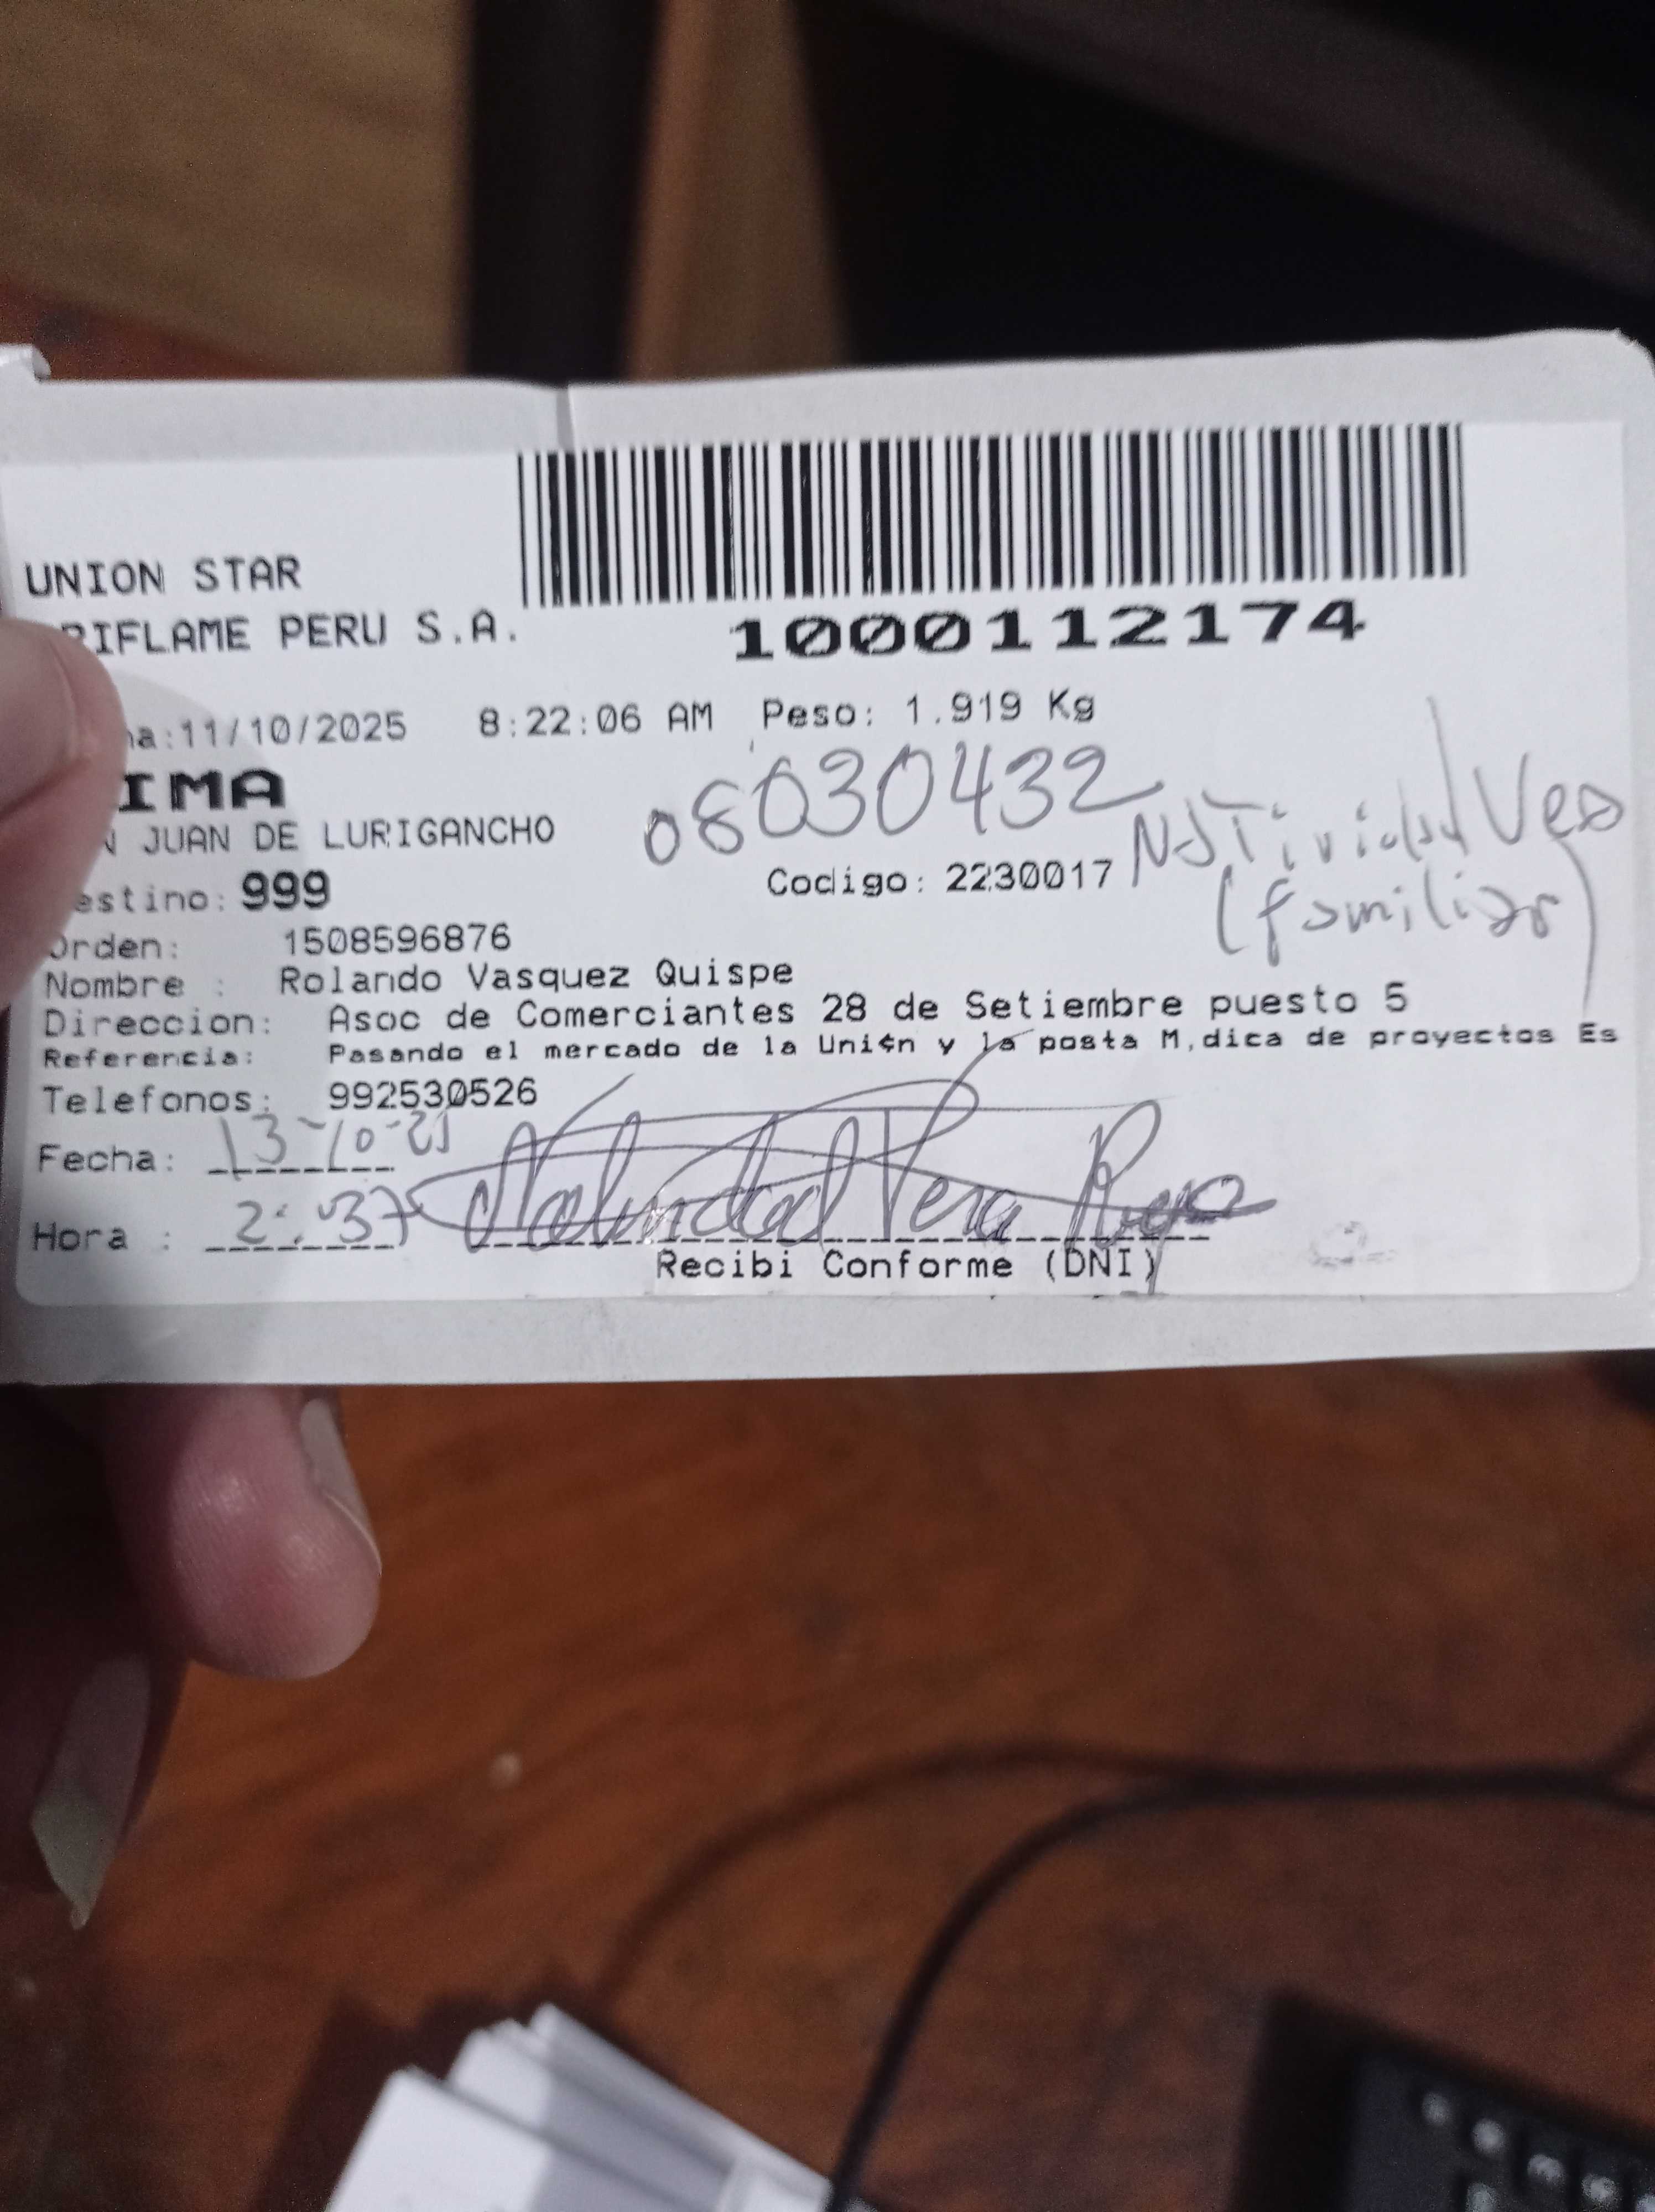 UNION STAR
RIFLAME PERU S.A.
1000112174
a:11/10/2025 8:22:06 AM Peso: 1.919 Kg
IMA
08030432
N JUAN DE LURIGANCHO
Codigo: 2230017
(familiar)
estino: 999
Orden: 1508596876
Nombre : Rolando Vasquez Quispe
Direccion: Asoc de Comerciantes 28 de Setiembre puesto 5
Referencia: Pasando el mercado de la Uni¢n y la posta M,dica de proyectos Es
Telefonos: 992530526
Fecha: 13-10-25
Hora : 2:37
Recibi Conforme (DNI)